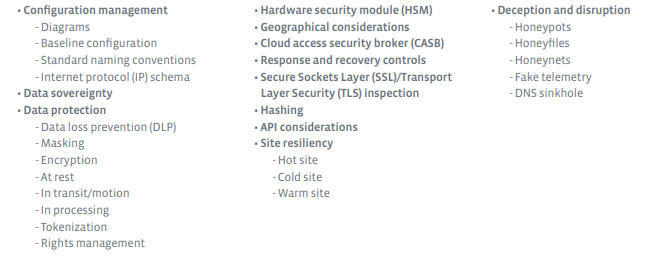 • Configuration management
- Diagrams
- Baseline configuration
- Standard naming conventions
- Internet protocol (IP) schema
• Data sovereignty
• Data protection
- Data loss prevention (DLP)
- Masking
- Encryption
- At rest
- In transit/motion
- In processing
- Tokenization
- Rights management
• Hardware security module (HSM)
• Geographical considerations
• Cloud access security broker (CASB)
• Response and recovery controls
• Secure Sockets Layer (SSL)/Transport
Layer Security (TLS) inspection
• Hashing
• API considerations
• Site resiliency
- Hot site
- Cold site
- Warm site
• Deception and disruption
- Honeypots
- Honeyfiles
- Honeynets
- Fake telemetry
- DNS sinkhole